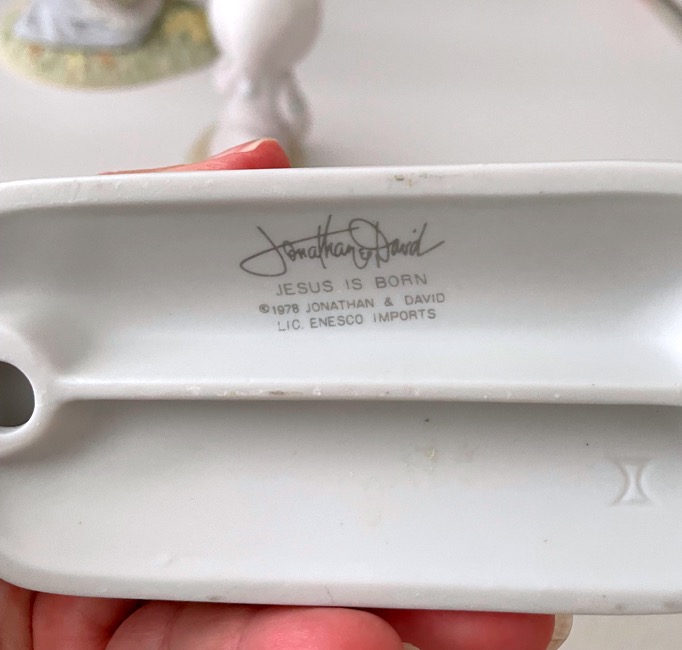 Jonathan & David
JESUS IS BORN
©1978 JONATHAN & DAVID
LIC. ENESCO IMPORTS